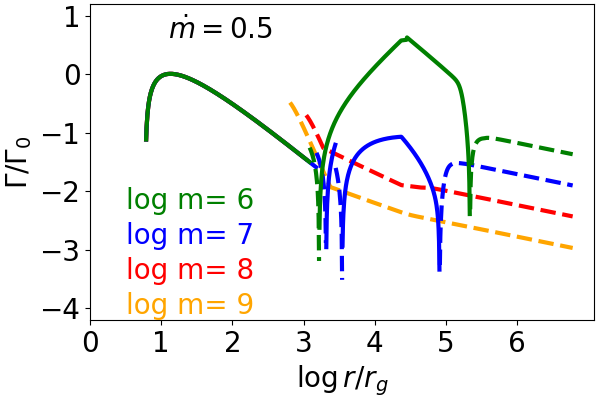 ṁ = 0.5
Γ/Γ₀
1
0
−1
−2
−3
−4
log m= 6
log m= 7
log m= 8
log m= 9
0 1 2 3 4 5 6
log r/r_g